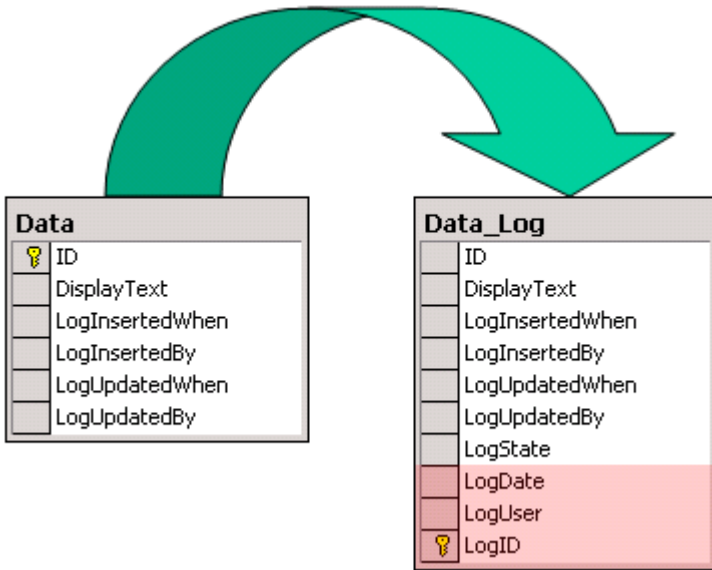 Data
ID
DisplayText
LogInsertedWhen
LogInsertedBy
LogUpdatedWhen
LogUpdatedBy
Data_Log
ID
DisplayText
LogInsertedWhen
LogInsertedBy
LogUpdatedWhen
LogUpdatedBy
LogState
LogDate
LogUser
LogID